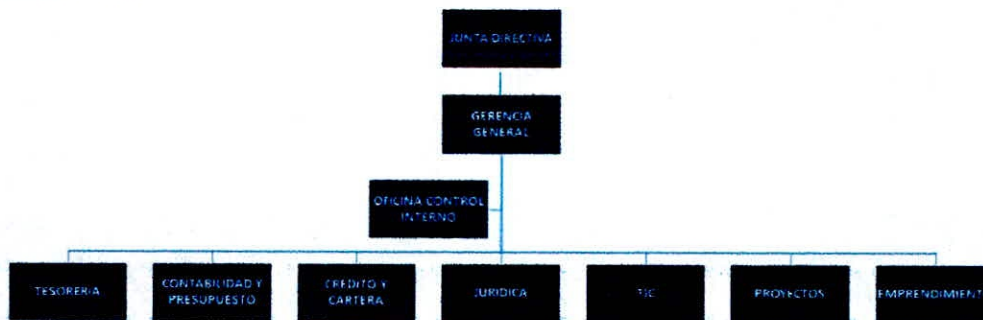 JUNTA DIRECTIVA
GERENCIA
GENERAL
OFICINA CONTROL
INTERNO
TESORERIA
CONTABILIDAD Y
PRESUPUESTO
CREDITO Y
CARTERA
JURIDICA
TIC
PROYECTOS
EMPRENDIMIENT